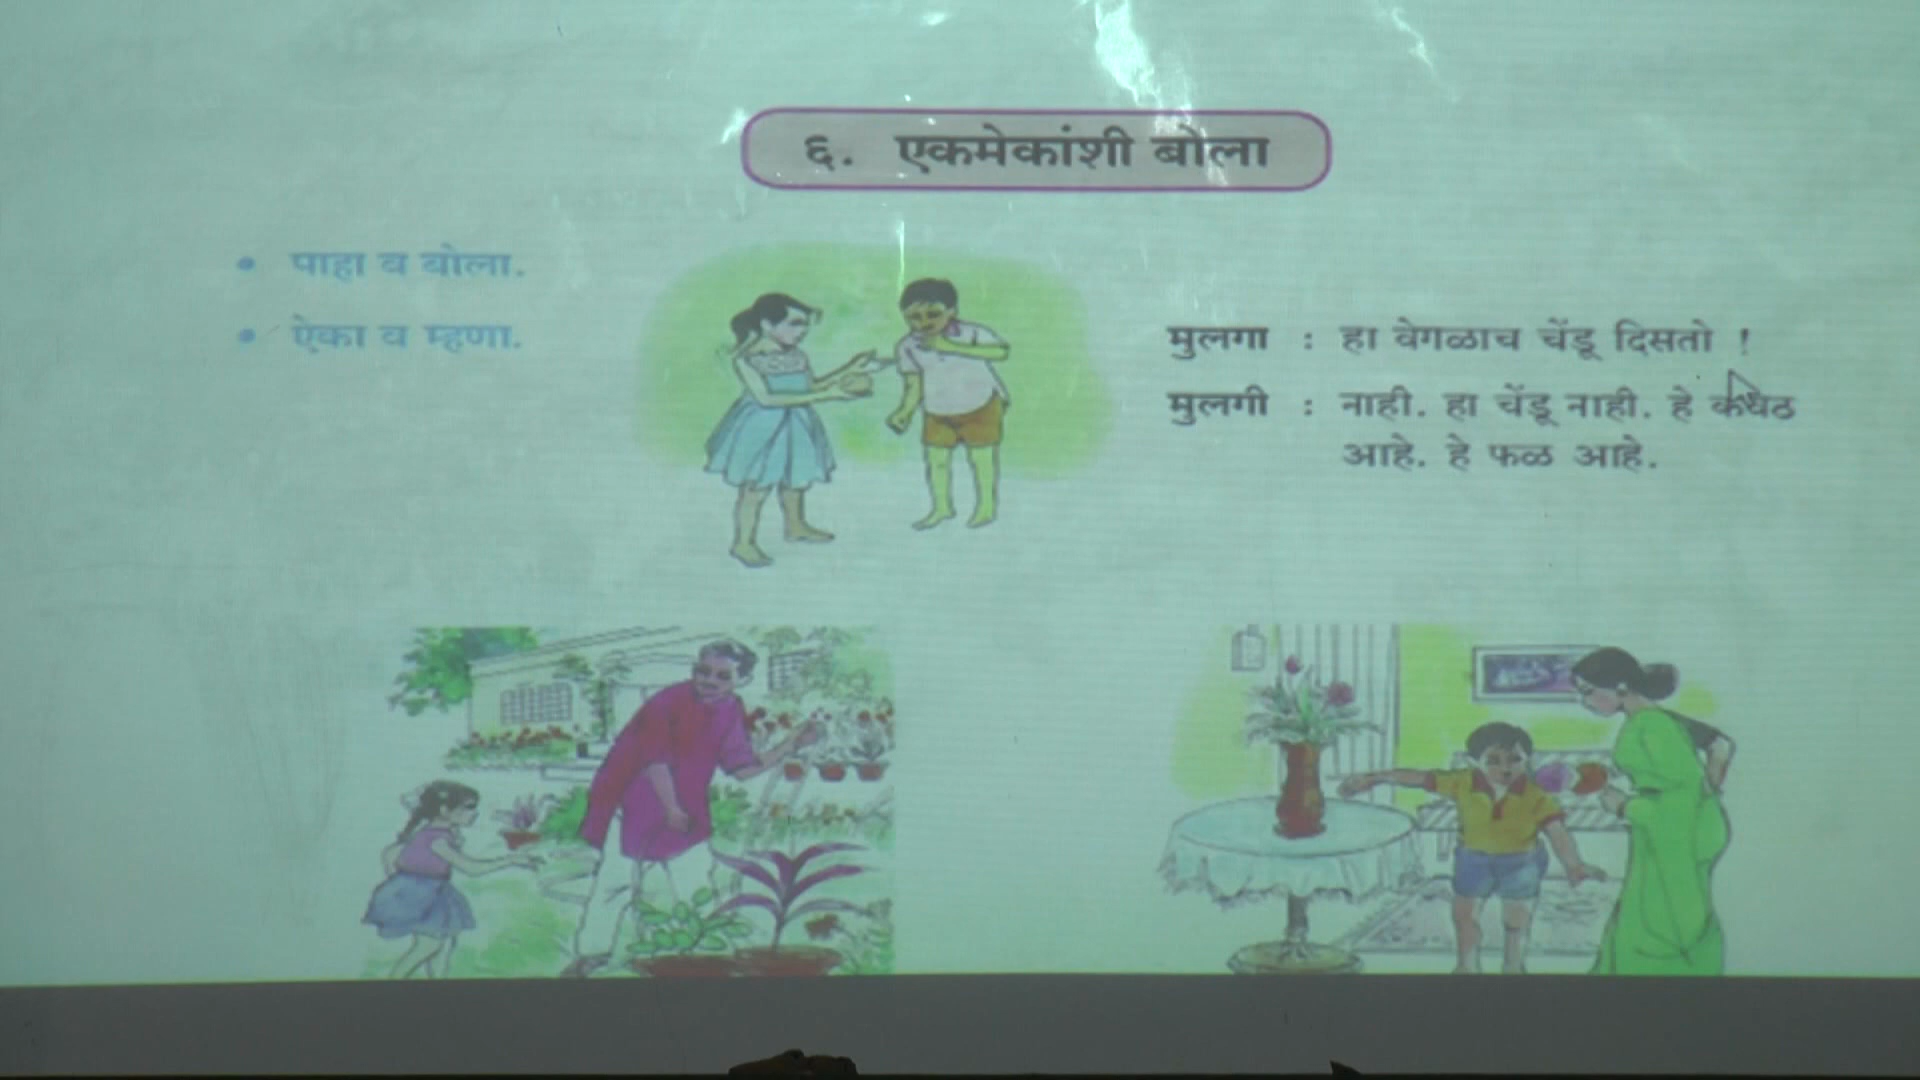 ६. एकमेकांशी बोला
• पाहा व बोला.
• ऐका व म्हणा.
मुलगा : हा वेगळाच चेंडू दिसतो !
मुलगी : नाही. हा चेंडू नाही. हे कवठ
आहे. हे फळ आहे.